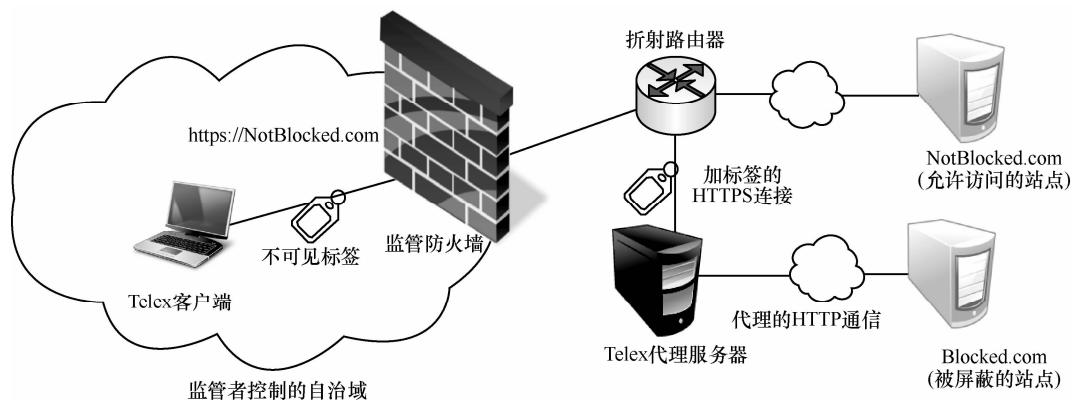 折射路由器
https://NotBlocked.com
NotBlocked.com
(允许访问的站点)
加标签的
HTTPS连接
不可见标签
监管防火墙
Telex客户端
代理的HTTP通信
Telex代理服务器
Blocked.com
(被屏蔽的站点)
监管者控制的自治域